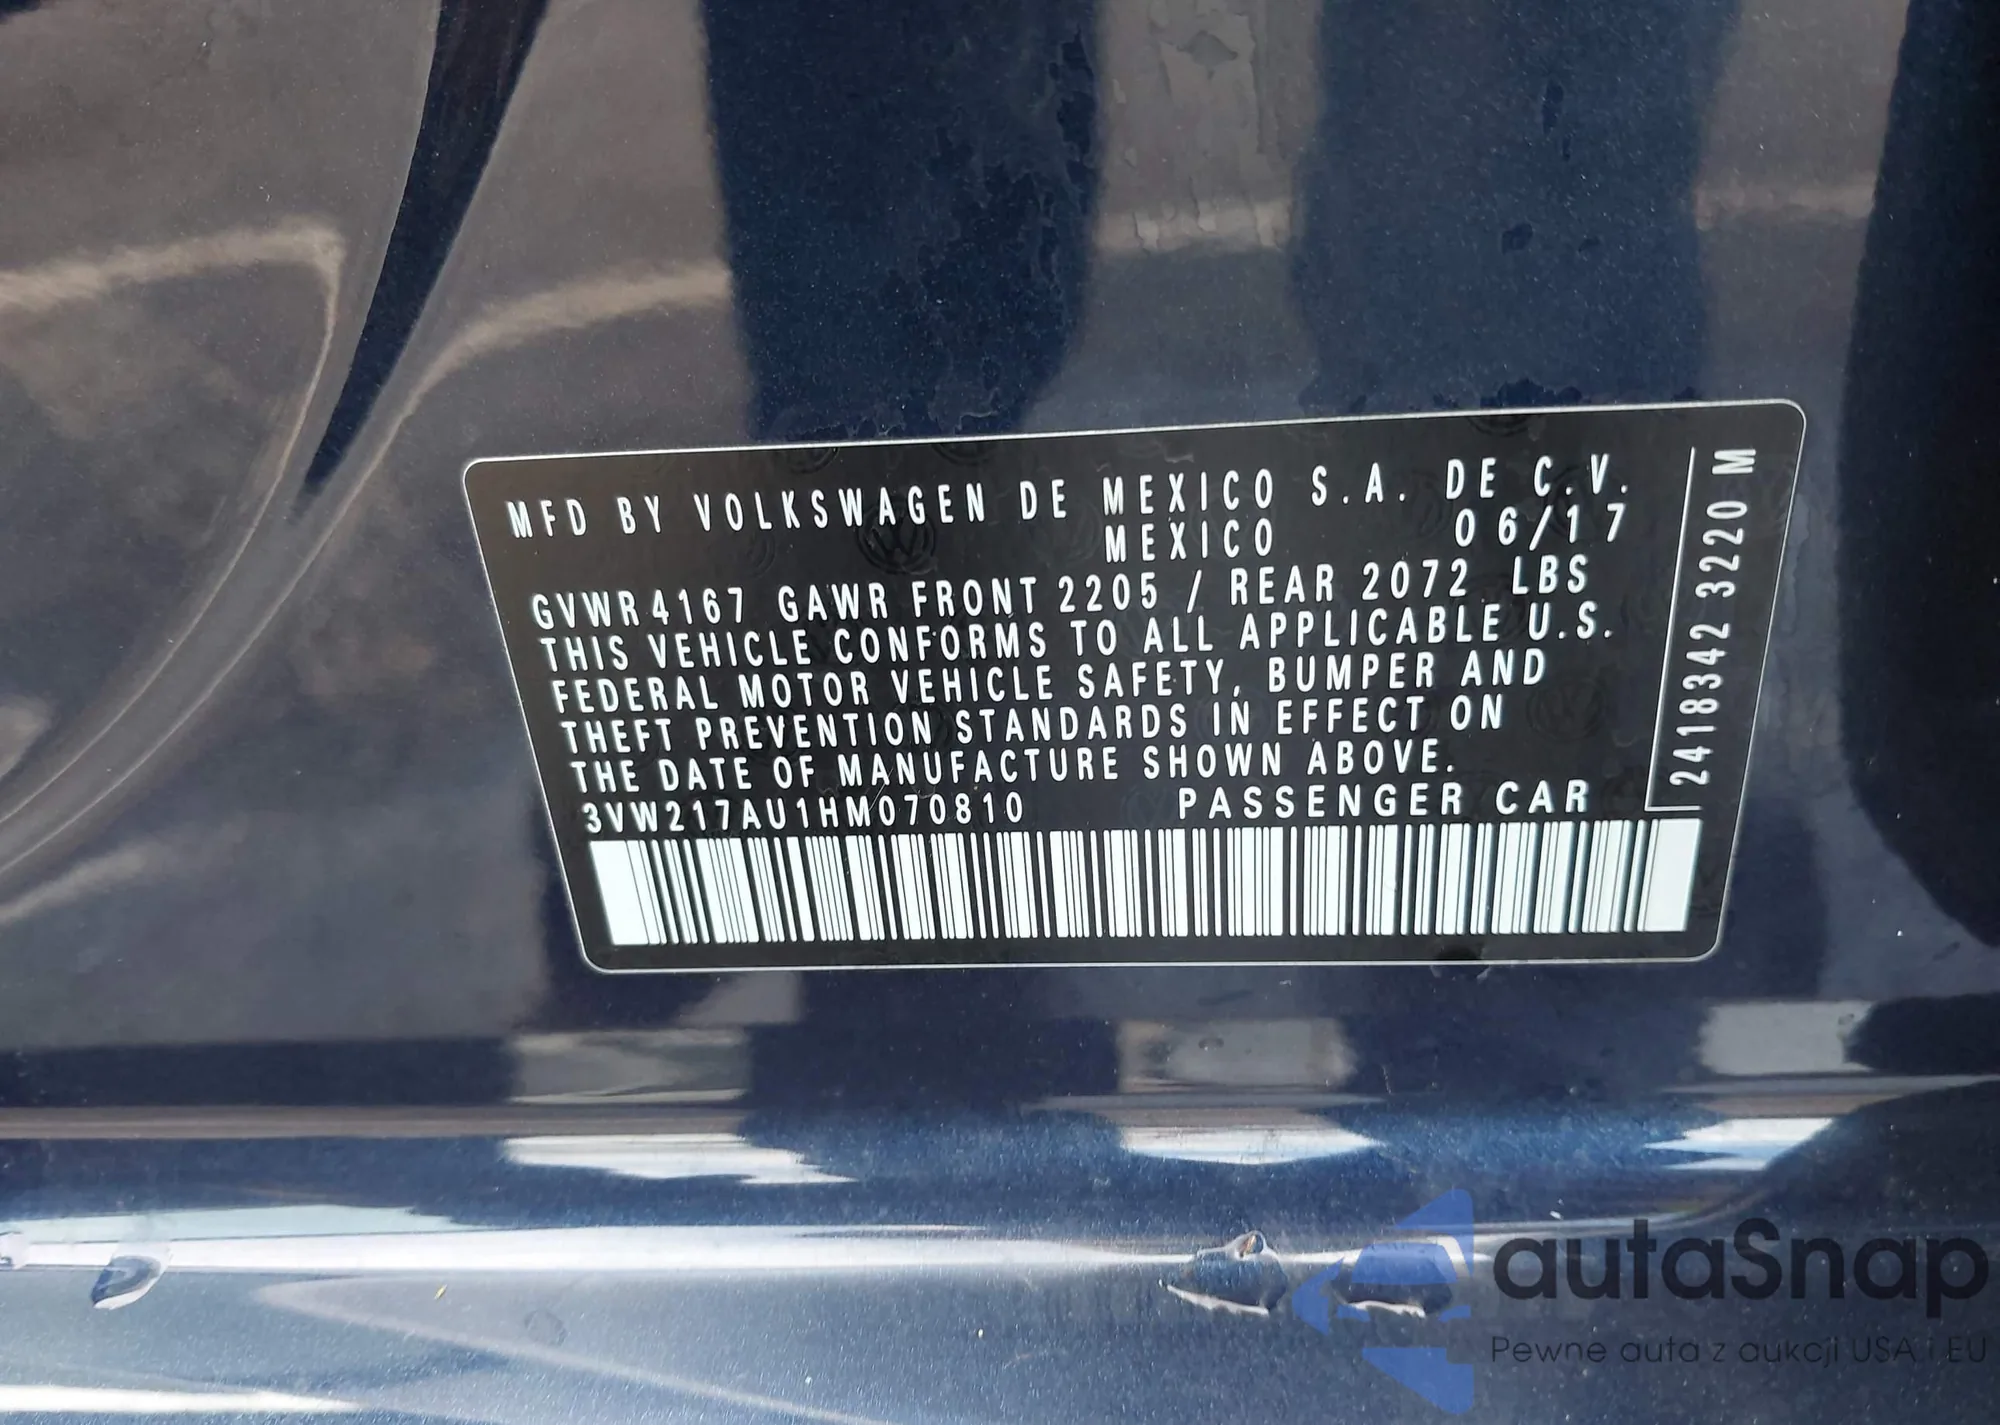 MFD BY VOLKSWAGEN DE MEXICO S.A. DE C.V.
MEXICO 06/17
GVWR 4167 GAWR FRONT 2205 / REAR 2072 LBS
THIS VEHICLE CONFORMS TO ALL APPLICABLE U.S.
FEDERAL MOTOR VEHICLE SAFETY, BUMPER AND
THEFT PREVENTION STANDARDS IN EFFECT ON
THE DATE OF MANUFACTURE SHOWN ABOVE.
3VW217AU1HM070810 PASSENGER CAR
2418342 3220 M
autaSnap
Pewne auta z aukcji USA i EU